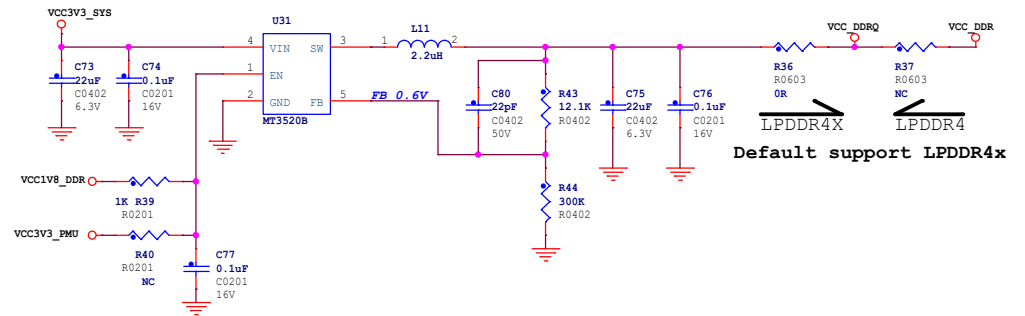 VCC3V3_SYS
U31
VCC_DDRQ
VCC_DDR
4 VIN SW 3
1 L11 2
2.2uH
C73
22uF
C0402
6.3V
C74
0.1uF
C0201
16V
1 EN
2 GND FB 5
MT3520B
FB 0.6V
C80
22pF
C0402
50V
R43
12.1K
R0402
C75
22uF
C0402
6.3V
C76
0.1uF
C0201
16V
R36
R0603
0R
R37
R0603
NC
LPDDR4X
LPDDR4
Default support LPDDR4x
VCC1V8_DDR
1K R39
R0201
R44
300K
R0402
VCC3V3_PMU
R40
R0201
NC
C77
0.1uF
C0201
16V